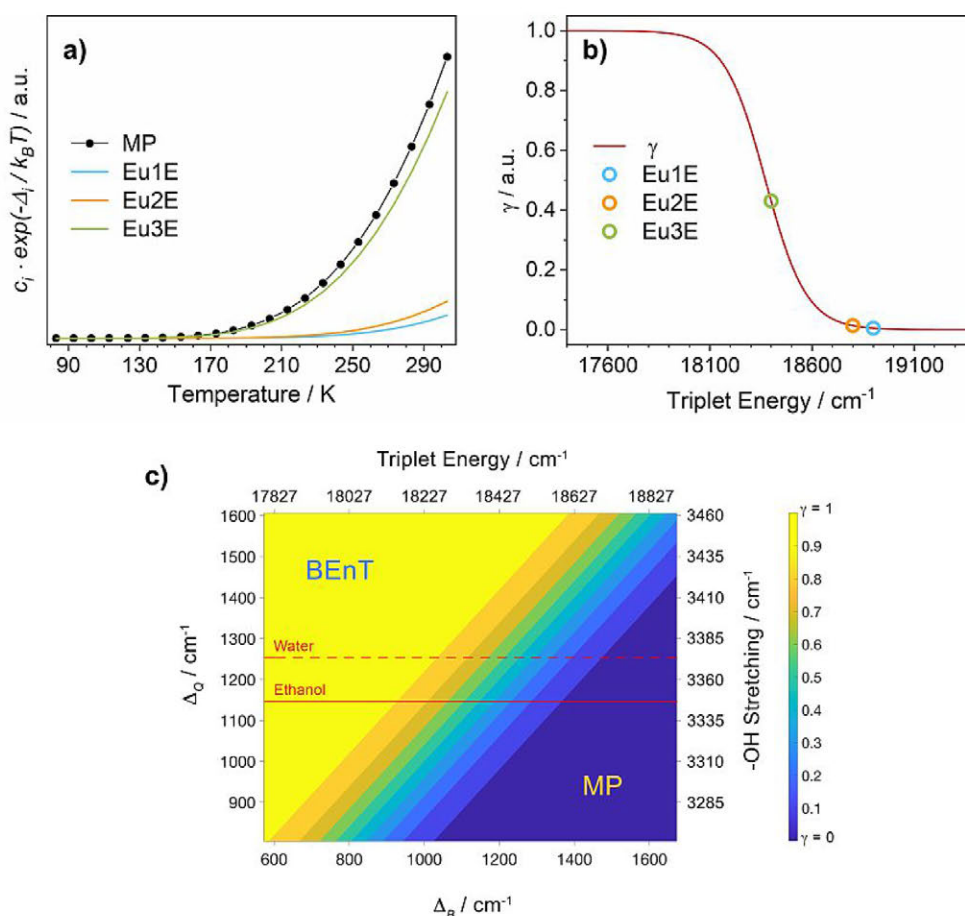 a)
c_i · exp(-Δ_i / k_BT) / a.u.
MP
Eu1E
Eu2E
Eu3E
90 130 170 210 250 290
Temperature / K
b)
γ / a.u.
1.0
0.8
0.6
0.4
0.2
0.0
γ
Eu1E
Eu2E
Eu3E
17600 18100 18600 19100
Triplet Energy / cm⁻¹
c)
Triplet Energy / cm⁻¹
17827 18027 18227 18427 18627 18827
Δ_Q / cm⁻¹
1600
1500
1400
1300
1200
1100
1000
900
BEnT
Water
Ethanol
MP
3460
3435
3410
3385
3360
3335
3310
3285
-OH Stretching / cm⁻¹
γ = 1
0.9
0.8
0.7
0.6
0.5
0.4
0.3
0.2
0.1
γ = 0
600 800 1000 1200 1400 1600
Δ_B / cm⁻¹